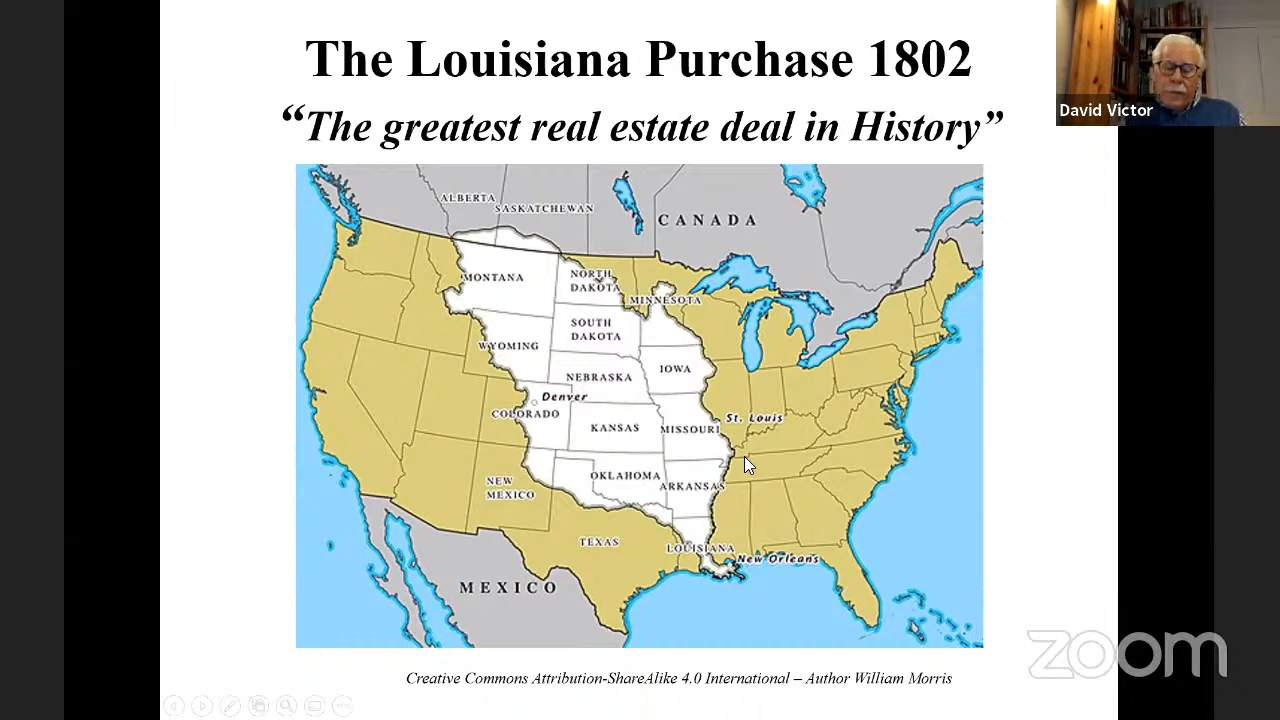 The Louisiana Purchase 1802
“The greatest real estate deal in History”
David Victor
ALBERTA
SASKATCHEWAN
CANADA
MONTANA
NORTH
DAKOTA
MINNESOTA
SOUTH
DAKOTA
WYOMING
IOWA
NEBRASKA
Denver
COLORADO
St. Louis
KANSAS
MISSOURI
NEW
MEXICO
OKLAHOMA
ARKANSAS
TEXAS
LOUISIANA
New Orleans
MEXICO
zoom
Creative Commons Attribution-ShareAlike 4.0 International – Author William Morris